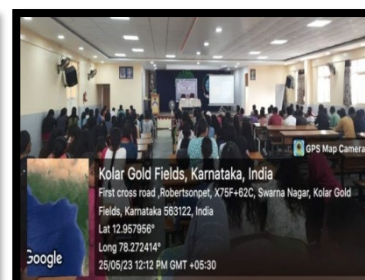 GPS Map Camera
Kolar Gold Fields, Karnataka, India
First cross road ,Robertsonpet, X75F+62C, Swarna Nagar, Kolar Gold
Fields, Karnataka 563122, India
Lat 12.957956°
Long 78.272414°
25/05/23 12:12 PM GMT +05:30
Google